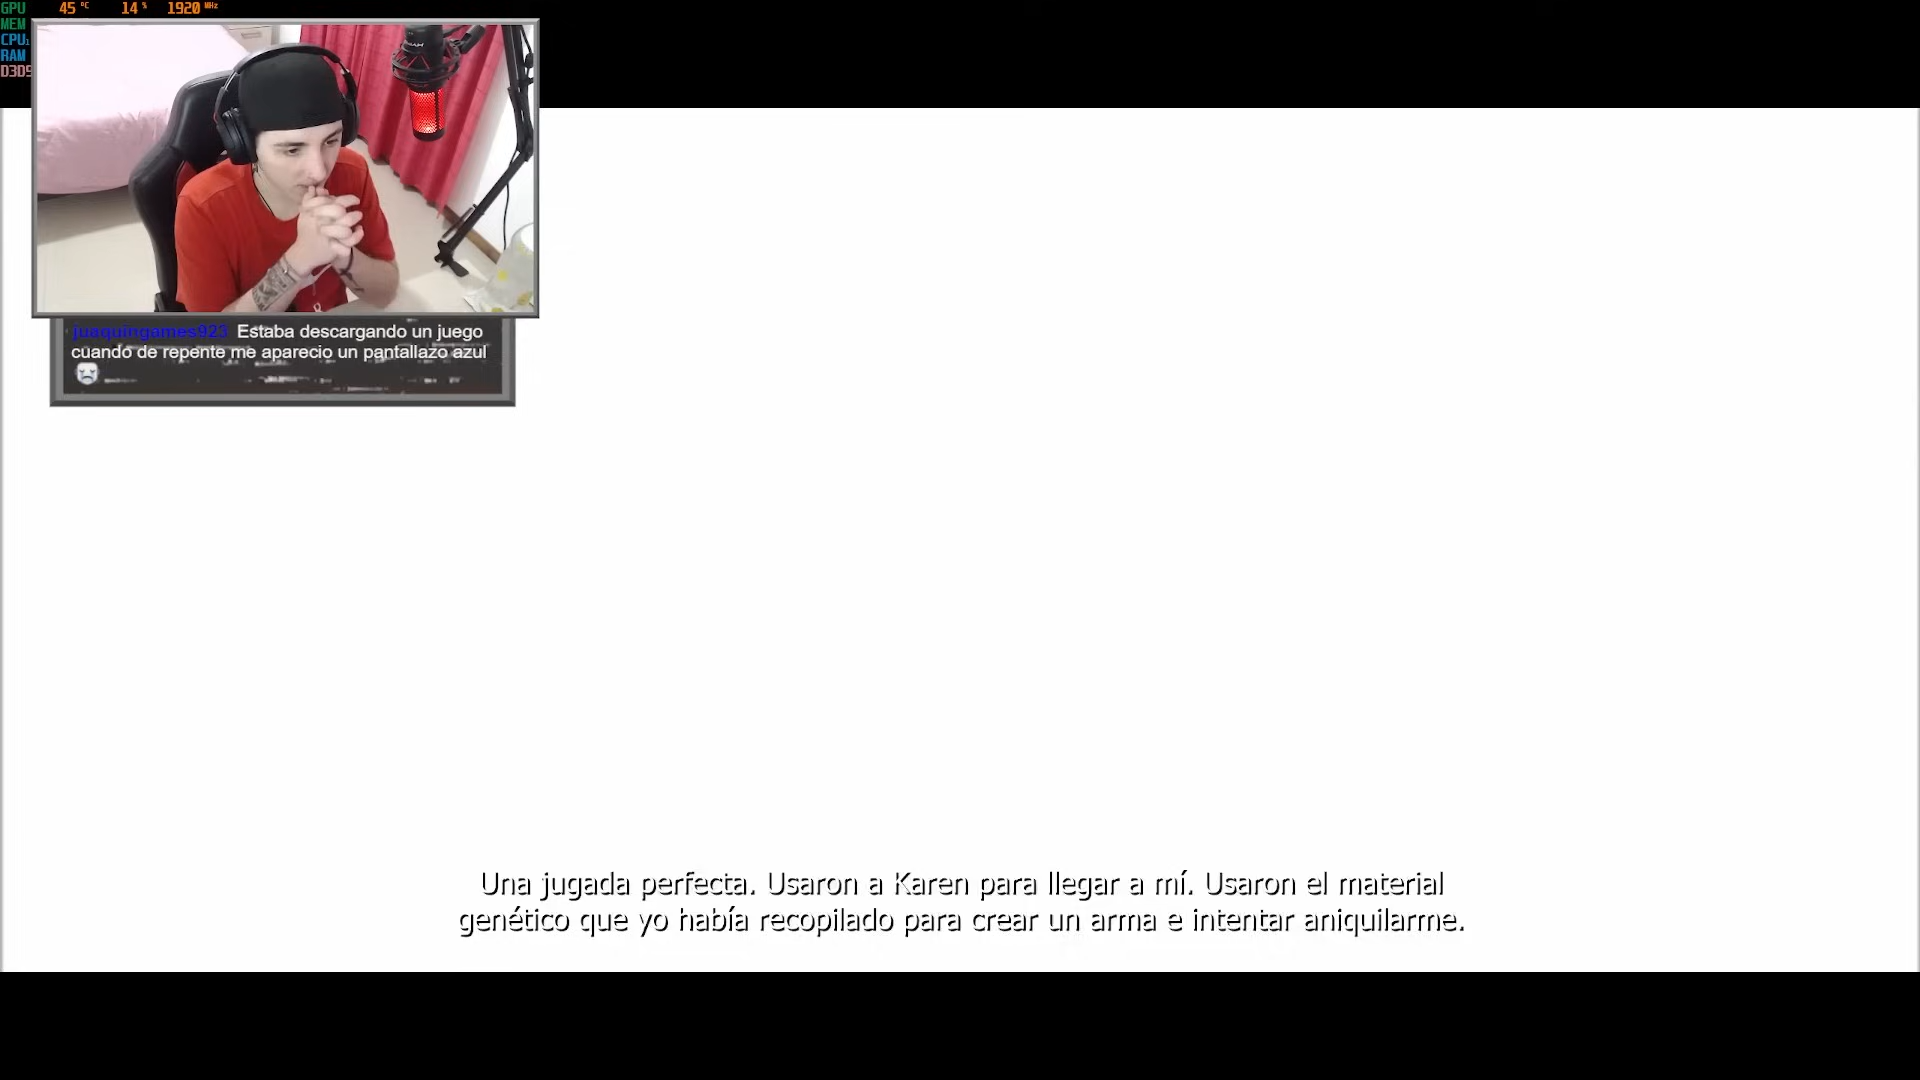 GPU 45 °C 14 % 1920 MHz
MEM
CPU
RAM
D3D9
juaquingames923 Estaba descargando un juego
cuando de repente me aparecio un pantallazo azul
Una jugada perfecta. Usaron a Karen para llegar a mí. Usaron el material
genético que yo había recopilado para crear un arma e intentar aniquilarme.